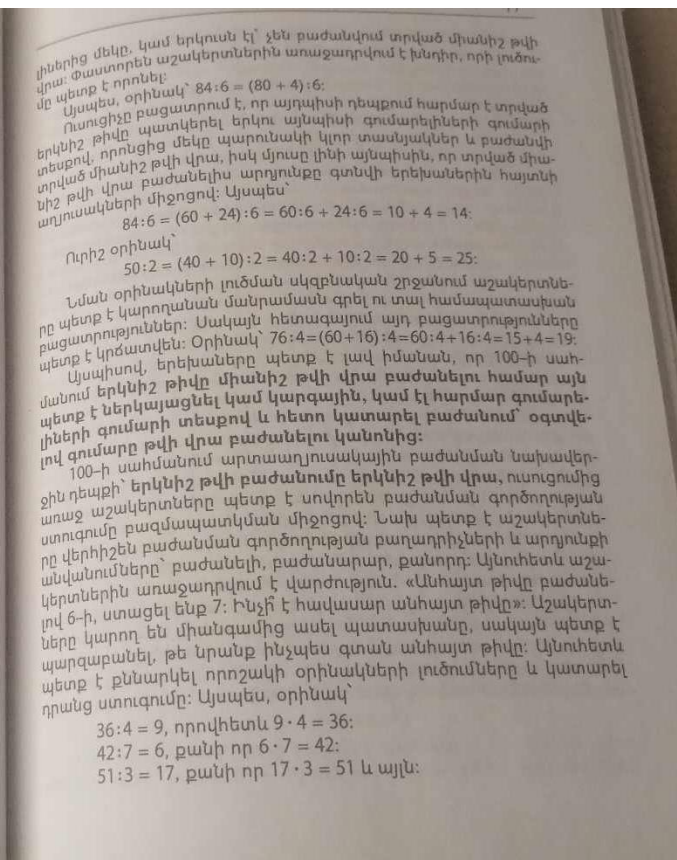 լիներից մեկը, կամ երկուսն էլ՝ չեն բաժանվում տրված միանիշ թվի
վրա: Փաստորեն աշակերտներին առաջադրվում է խնդիր, որի լուծու-
մը պետք է որոնել:
Այսպես, օրինակ՝ 84:6 = (80 + 4):6:
Ուսուցիչը բացատրում է, որ այդպիսի դեպքում հարմար է տրված
երկնիշ թիվը պատկերել երկու այնպիսի գումարելիների գումարի
տեսքով, որոնցից մեկը պարունակի կլոր տասնյակներ և բաժանվի
տրված միանիշ թվի վրա, իսկ մյուսը լինի այնպիսին, որ տրված միա-
նիշ թվի վրա բաժանելիս արդյունքը գտնվի երեխաներին հայտնի
աղյուսակների միջոցով: Այսպես՝
84:6 = (60 + 24):6 = 60:6 + 24:6 = 10 + 4 = 14:
Ուրիշ օրինակ՝
50:2 = (40 + 10):2 = 40:2 + 10:2 = 20 + 5 = 25:
Նման օրինակների լուծման սկզբնական շրջանում աշակերտնե-
րը պետք է կարողանան մանրամասն գրել ու տալ համապատասխան
բացատրություններ: Սակայն հետագայում այդ բացատրությունները
պետք է կրճատվեն: Օրինակ՝ 76:4=(60+16):4=60:4+16:4=15+4=19:
Այսպիսով, երեխաները պետք է լավ իմանան, որ 100-ի սահ-
մանում երկնիշ թիվը միանիշ թվի վրա բաժանելու համար այն
պետք է ներկայացնել կամ կարգային, կամ էլ հարմար գումարե-
լիների գումարի տեսքով և հետո կատարել բաժանում՝ օգտվե-
լով գումարը թվի վրա բաժանելու կանոնից:
100-ի սահմանում արտաաղյուսակային բաժանման նախավեր-
ջին դեպքի՝ երկնիշ թվի բաժանումը երկնիշ թվի վրա, ուսուցումից
առաջ աշակերտները պետք է սովորեն բաժանման գործողության
ստուգումը բազմապատկման միջոցով: Նախ պետք է աշակերտնե-
րը վերհիշեն բաժանման գործողության բաղադրիչների և արդյունքի
անվանումները՝ բաժանելի, բաժանարար, քանորդ: Այնուհետև աշա-
կերտներին առաջադրվում է վարժություն. «Անհայտ թիվը բաժանե-
լով 6-ի, ստացել ենք 7: Ինչի՞ է հավասար անհայտ թիվը»: Աշակերտ-
ները կարող են միանգամից ասել պատասխանը, սակայն պետք է
պարզաբանել, թե նրանք ինչպես գտան անհայտ թիվը: Այնուհետև
պետք է քննարկել որոշակի օրինակների լուծումները և կատարել
դրանց ստուգումը: Այսպես, օրինակ՝
36:4 = 9, որովհետև 9 · 4 = 36:
42:7 = 6, քանի որ 6 · 7 = 42:
51:3 = 17, քանի որ 17 · 3 = 51 և այլն: